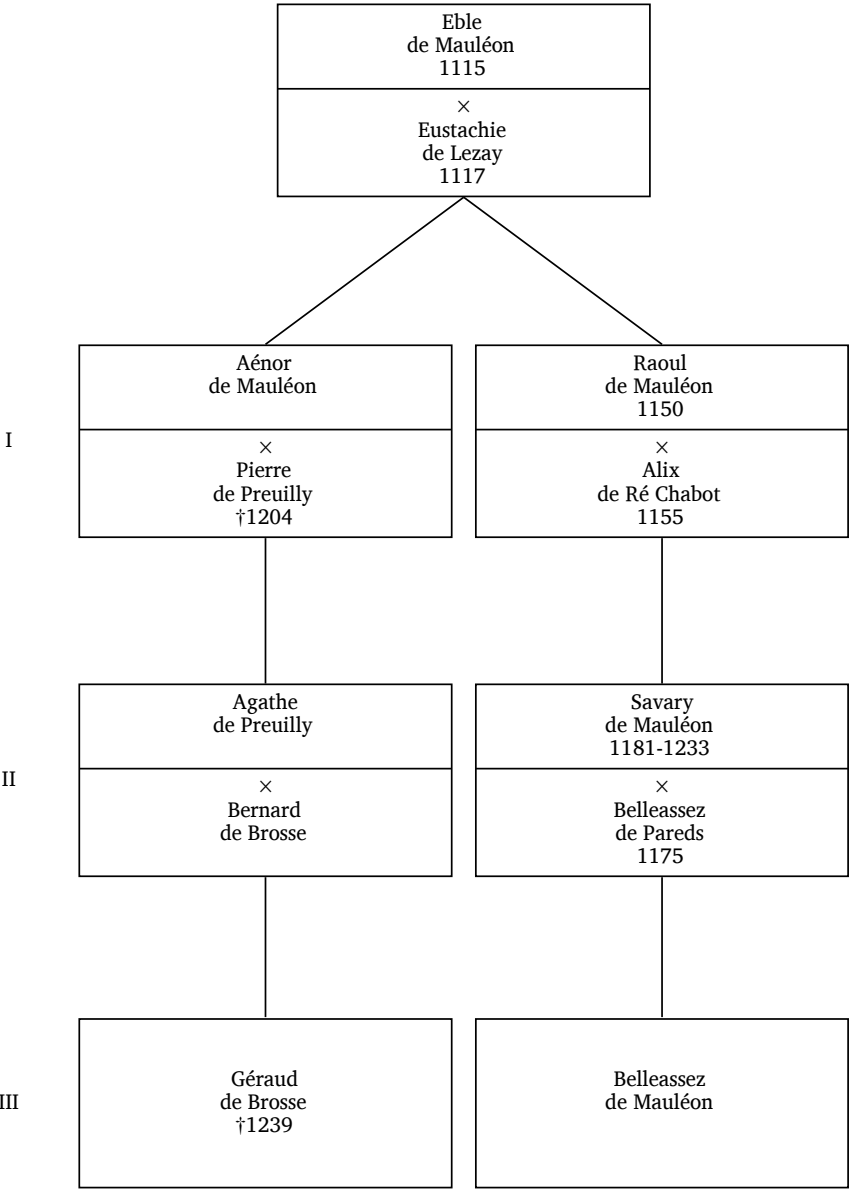 Eble
de Mauléon
1115
×
Eustachie
de Lezay
1117
I
Aénor
de Mauléon
×
Pierre
de Preuilly
†1204
Raoul
de Mauléon
1150
×
Alix
de Ré Chabot
1155
II
Agathe
de Preuilly
×
Bernard
de Brosse
Savary
de Mauléon
1181-1233
×
Belleassez
de Pareds
1175
III
Géraud
de Brosse
†1239
Belleassez
de Mauléon